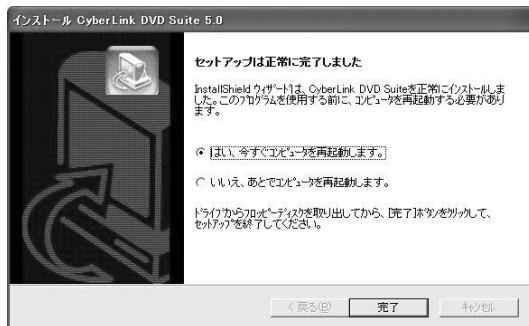 インストール CyberLink DVD Suite 5.0
セットアップは正常に完了しました
InstallShield ウィザードは、CyberLink DVD Suiteを正常にインストールしま
した。このプログラムを使用する前に、コンピュータを再起動する必要があり
ます。
はい、今すぐコンピュータを再起動します。
いいえ、あとでコンピュータを再起動します。
ドライブからフロッピーディスクを取り出してから、[完了]ボタンをクリックして、
セットアップを終了してください。
< 戻る(B)
完了
キャンセル